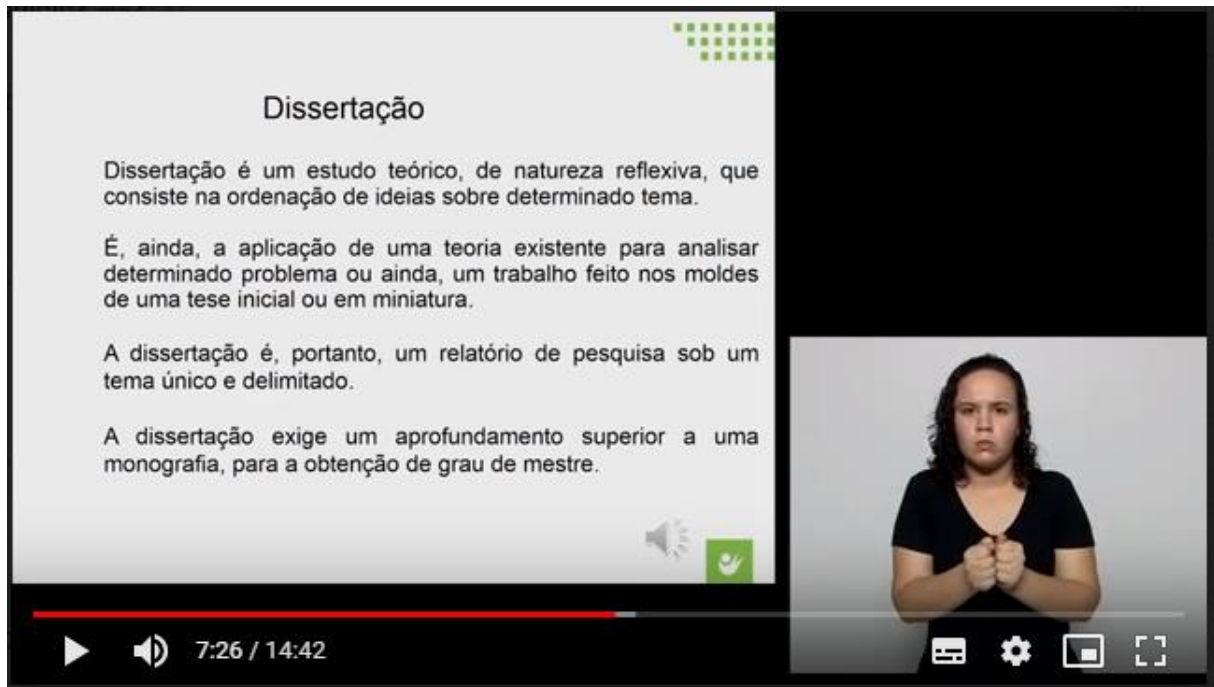 Dissertação
Dissertação é um estudo teórico, de natureza reflexiva, que
consiste na ordenação de ideias sobre determinado tema.
É, ainda, a aplicação de uma teoria existente para analisar
determinado problema ou ainda, um trabalho feito nos moldes
de uma tese inicial ou em miniatura.
A dissertação é, portanto, um relatório de pesquisa sob um
tema único e delimitado.
A dissertação exige um aprofundamento superior a uma
monografia, para a obtenção de grau de mestre.
7:26 / 14:42